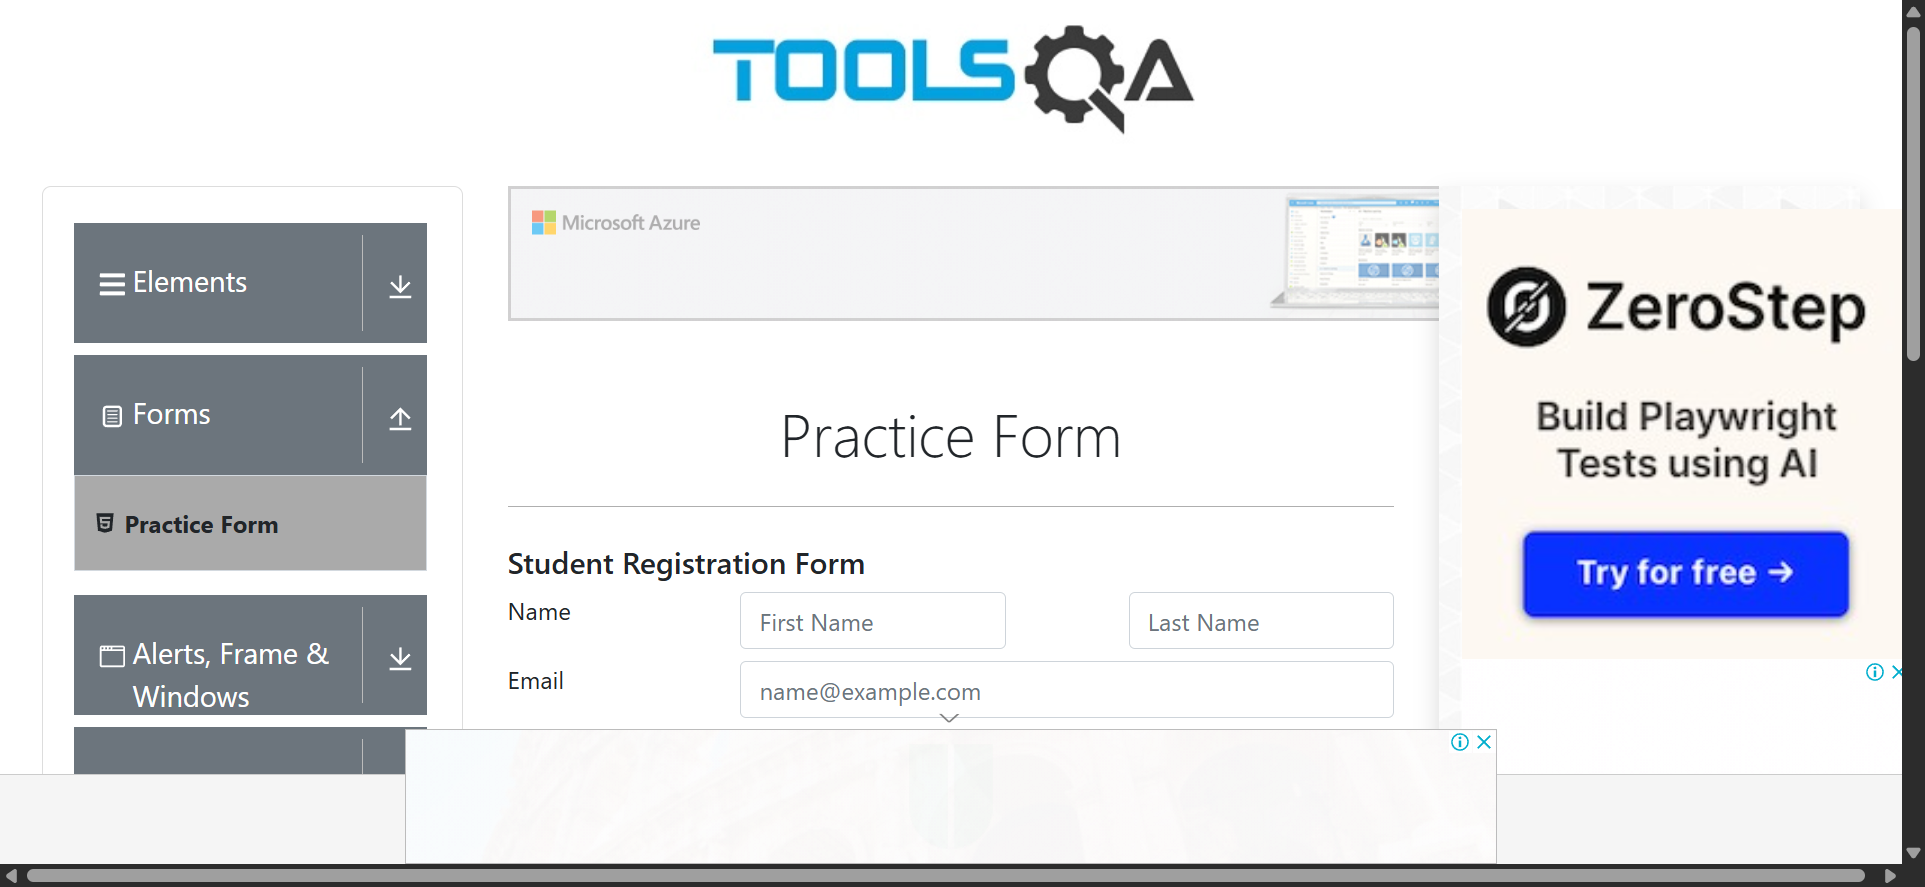 TOOLSQA
Elements
Forms
Practice Form
Alerts, Frame &
Windows
Microsoft Azure
Practice Form
Student Registration Form
Name
First Name
Last Name
Email
name@example.com
ZeroStep
Build Playwright
Tests using AI
Try for free →